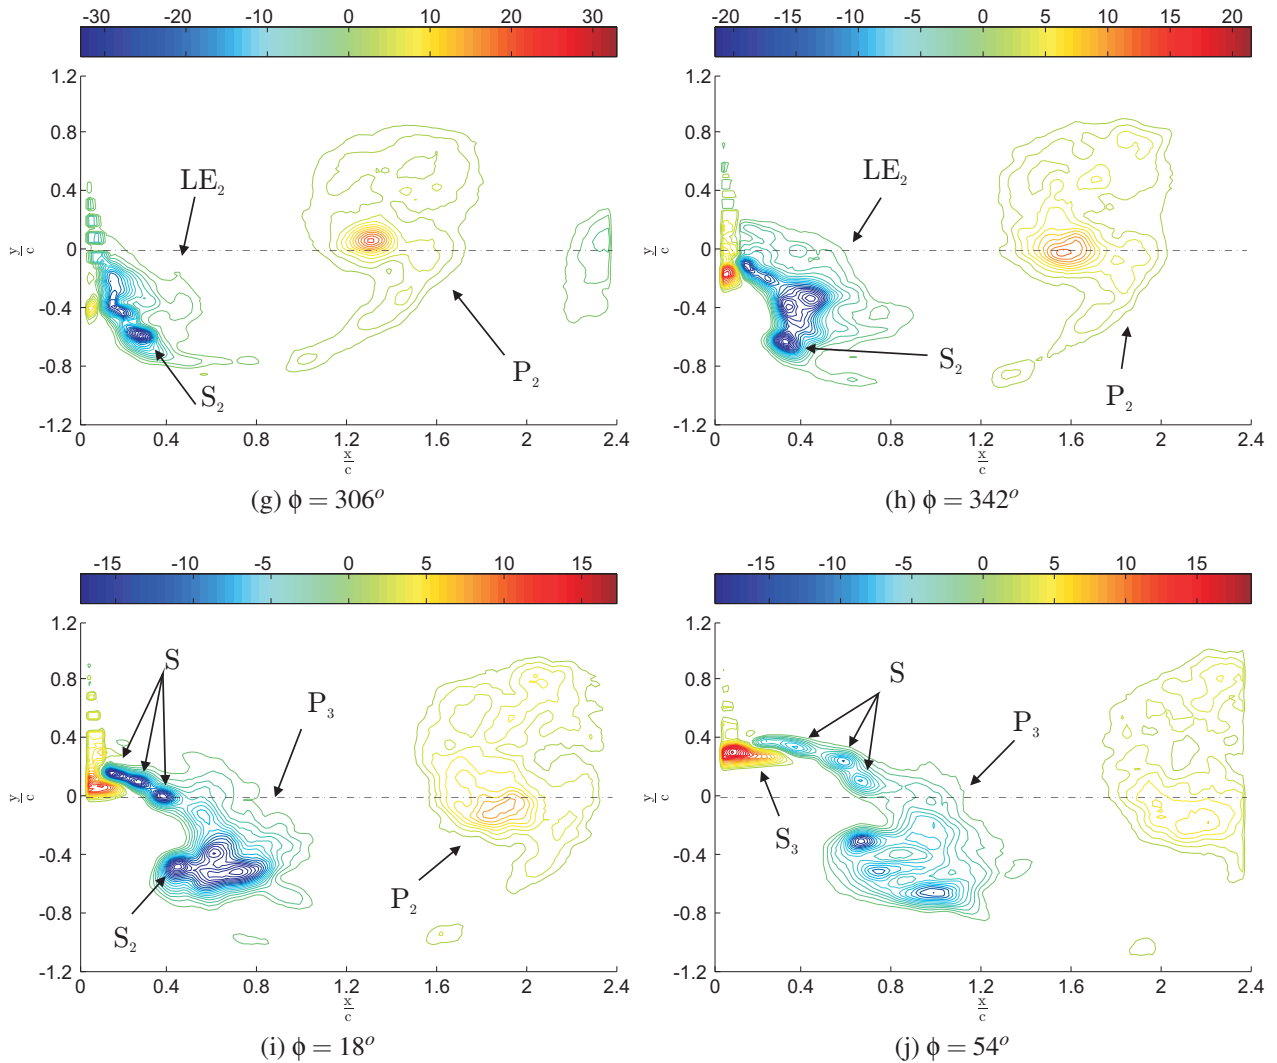 -30 -20 -10 0 10 20 30
1.2
0.8
0.4
0
-0.4
-0.8
-1.2
y/c
LE₂
S₂
P₂
0 0.4 0.8 1.2 1.6 2 2.4
x/c
(g) ϕ = 306°
-20 -15 -10 -5 0 5 10 15 20
1.2
0.8
0.4
0
-0.4
-0.8
-1.2
y/c
LE₂
S₂
P₂
0 0.4 0.8 1.2 1.6 2 2.4
x/c
(h) ϕ = 342°
-15 -10 -5 0 5 10 15
1.2
0.8
0.4
0
-0.4
-0.8
-1.2
y/c
S
P₃
P₂
S₂
0 0.4 0.8 1.2 1.6 2 2.4
x/c
(i) ϕ = 18°
-15 -10 -5 0 5 10 15
1.2
0.8
0.4
0
-0.4
-0.8
-1.2
y/c
S
P₃
S₃
0 0.4 0.8 1.2 1.6 2 2.4
x/c
(j) ϕ = 54°